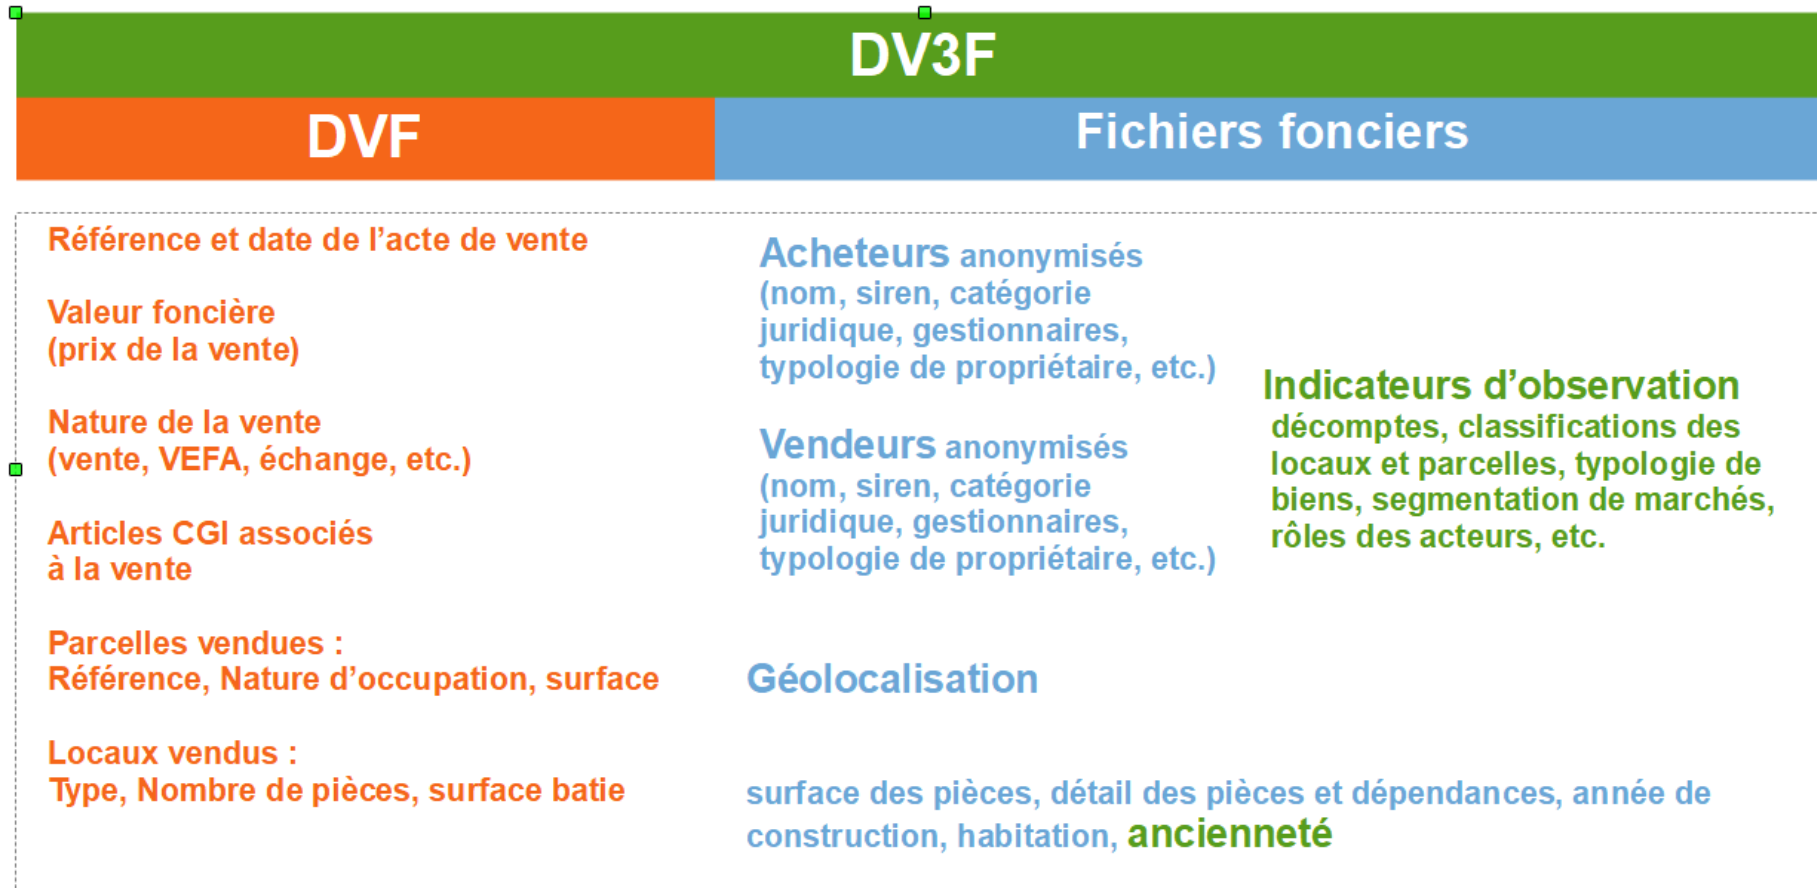 DV3F
DVF
Fichiers fonciers
Référence et date de l’acte de vente
Valeur foncière
(prix de la vente)
Nature de la vente
(vente, VEFA, échange, etc.)
Articles CGI associés
à la vente
Parcelles vendues :
Référence, Nature d’occupation, surface
Locaux vendus :
Type, Nombre de pièces, surface batie
Acheteurs anonymisés
(nom, siren, catégorie
juridique, gestionnaires,
typologie de propriétaire, etc.)
Vendeurs anonymisés
(nom, siren, catégorie
juridique, gestionnaires,
typologie de propriétaire, etc.)
Géolocalisation
surface des pièces, détail des pièces et dépendances, année de
construction, habitation, ancienneté
Indicateurs d’observation
décomptes, classifications des
locaux et parcelles, typologie de
biens, segmentation de marchés,
rôles des acteurs, etc.